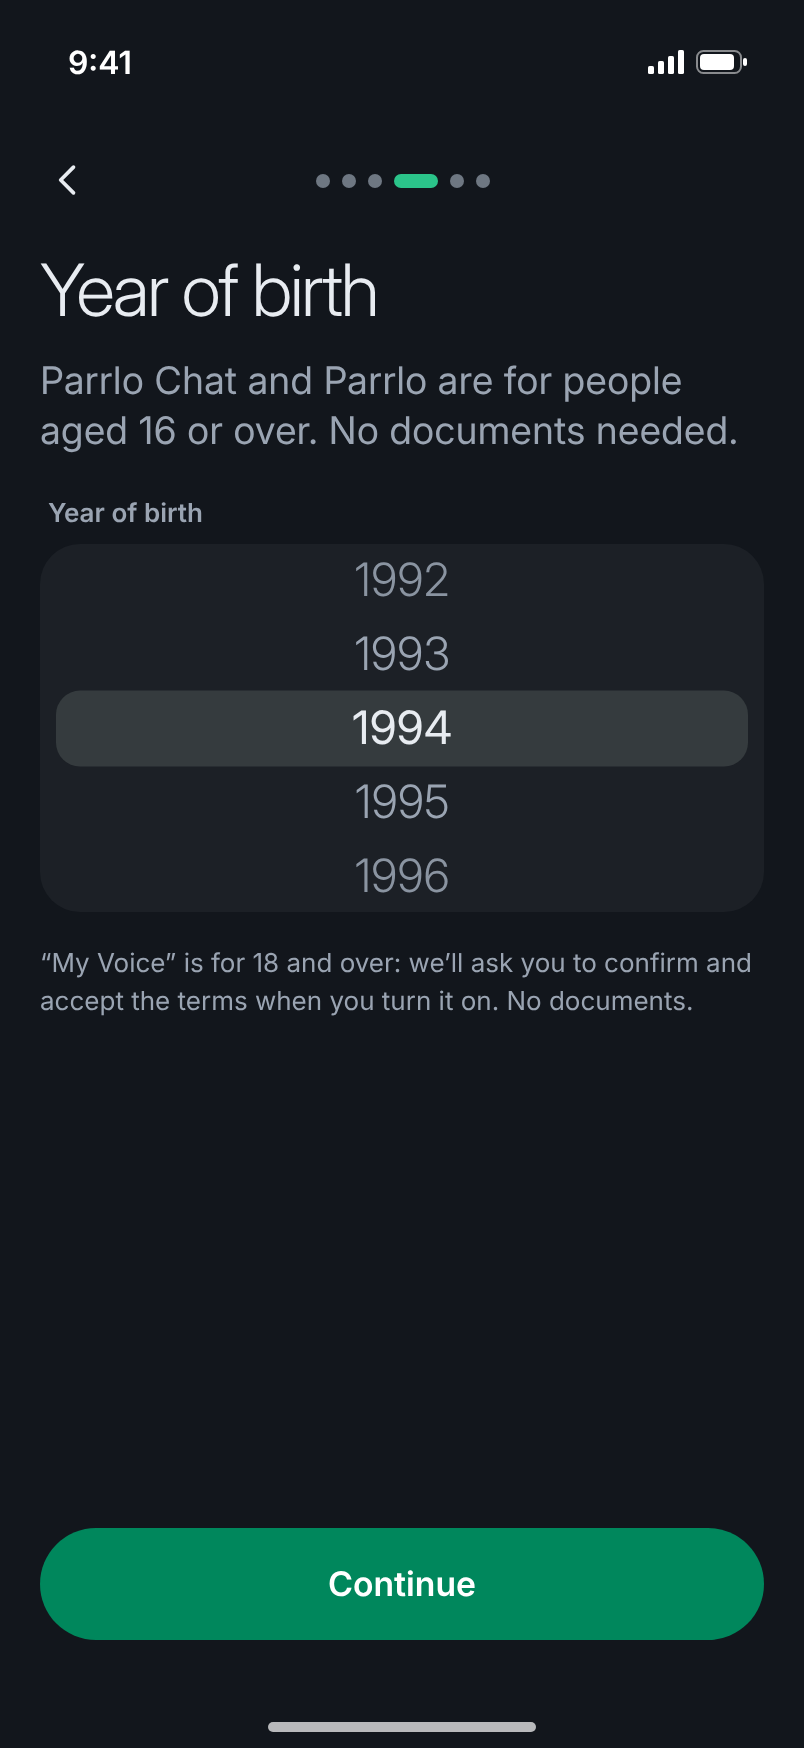 9:41
Year of birth
Parrlo Chat and Parrlo are for people
aged 16 or over. No documents needed.
Year of birth
1992
1993
1994
1995
1996
“My Voice” is for 18 and over: we’ll ask you to confirm and
accept the terms when you turn it on. No documents.
Continue